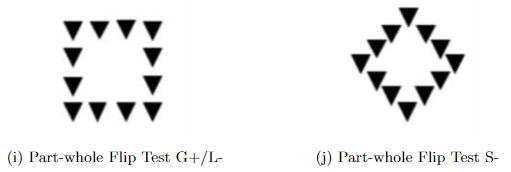 (i) Part-whole Flip Test G+/L-
(j) Part-whole Flip Test S-